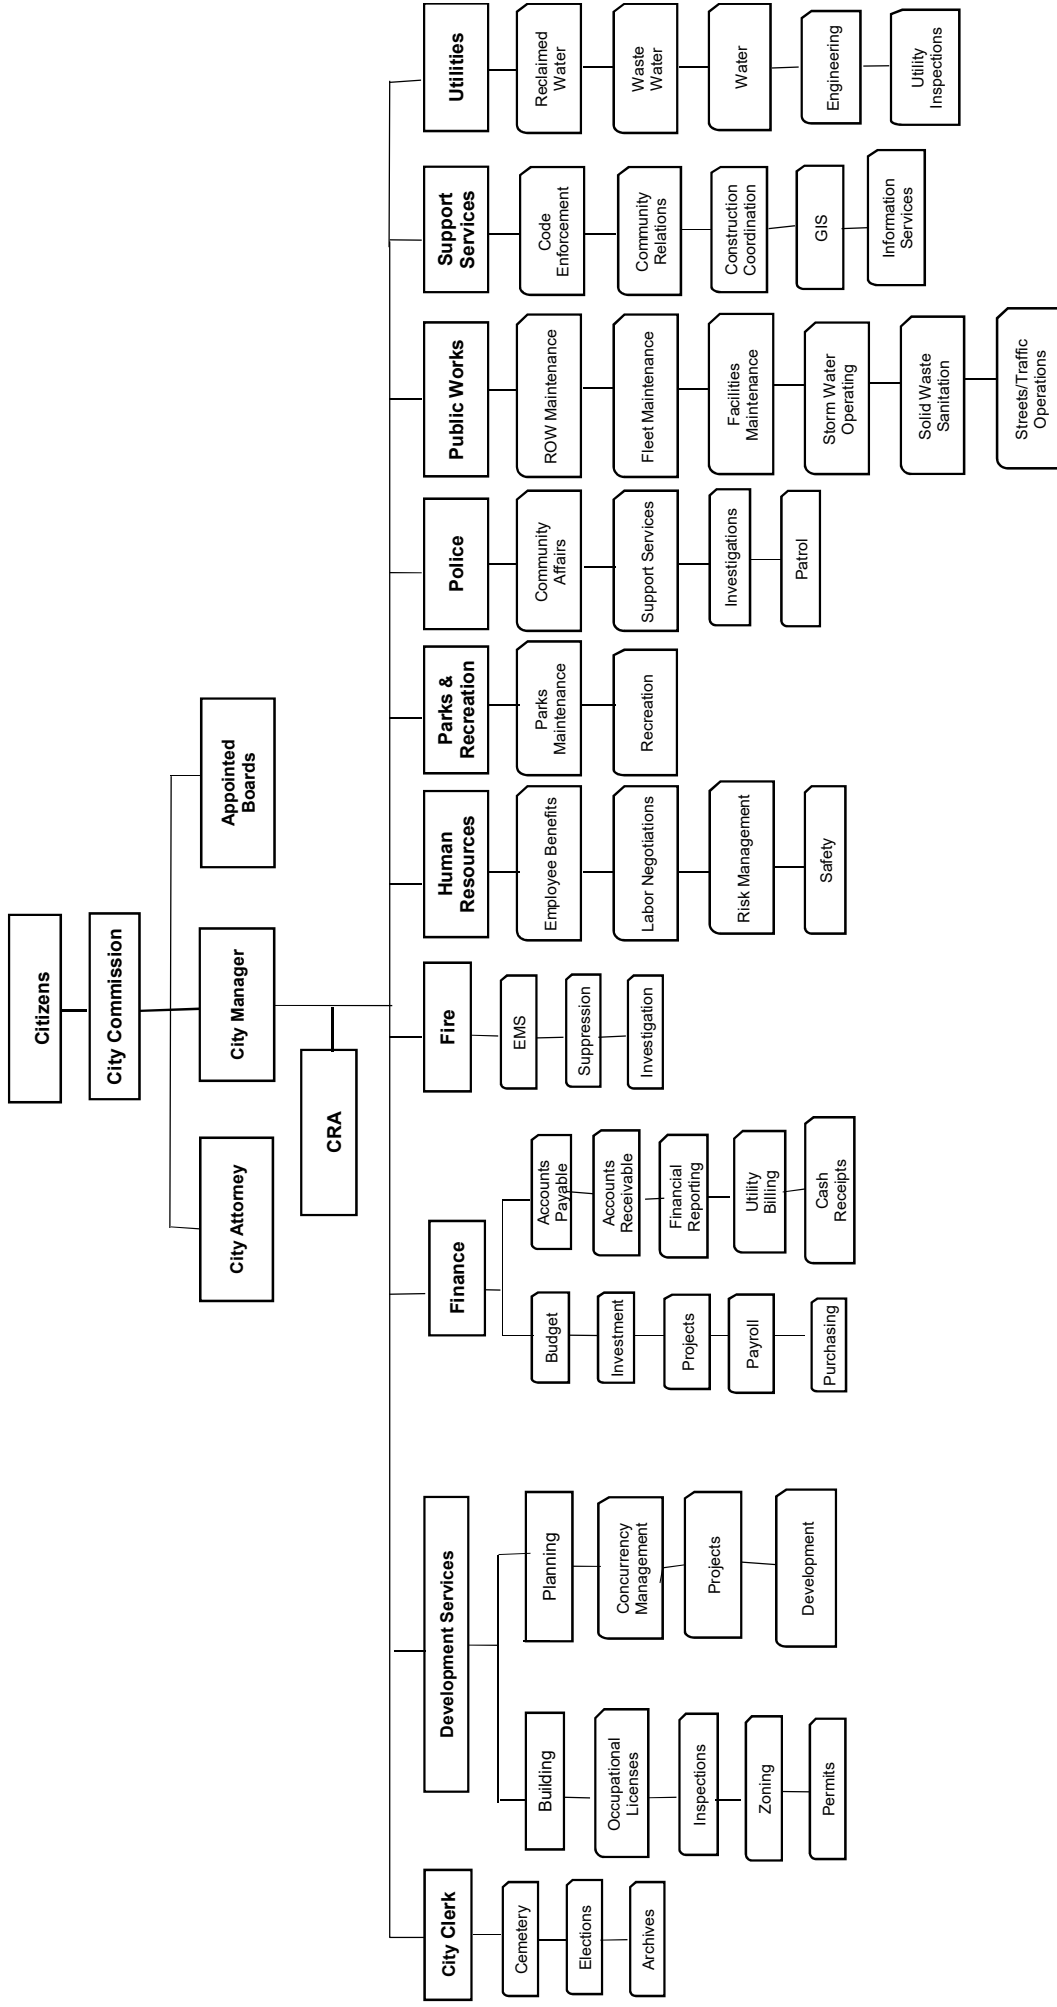 Citizens
City Commission
City Attorney
City Manager
Appointed
Boards
CRA
City Clerk
Cemetery
Elections
Archives
Development Services
Building
Occupational
Licenses
Inspections
Zoning
Permits
Planning
Concurrency
Management
Projects
Development
Finance
Budget
Investment
Projects
Payroll
Purchasing
Accounts
Payable
Accounts
Receivable
Financial
Reporting
Utility
Billing
Cash
Receipts
Fire
EMS
Suppression
Investigation
Human
Resources
Employee Benefits
Labor Negotiations
Risk Management
Safety
Parks &
Recreation
Parks
Maintenance
Recreation
Police
Community
Affairs
Support Services
Investigations
Patrol
Public Works
ROW Maintenance
Fleet Maintenance
Facilities
Maintenance
Storm Water
Operating
Solid Waste
Sanitation
Streets/Traffic
Operations
Support
Services
Code
Enforcement
Community
Relations
Construction
Coordination
GIS
Information
Services
Utilities
Reclaimed
Water
Waste
Water
Water
Engineering
Utility
Inspections